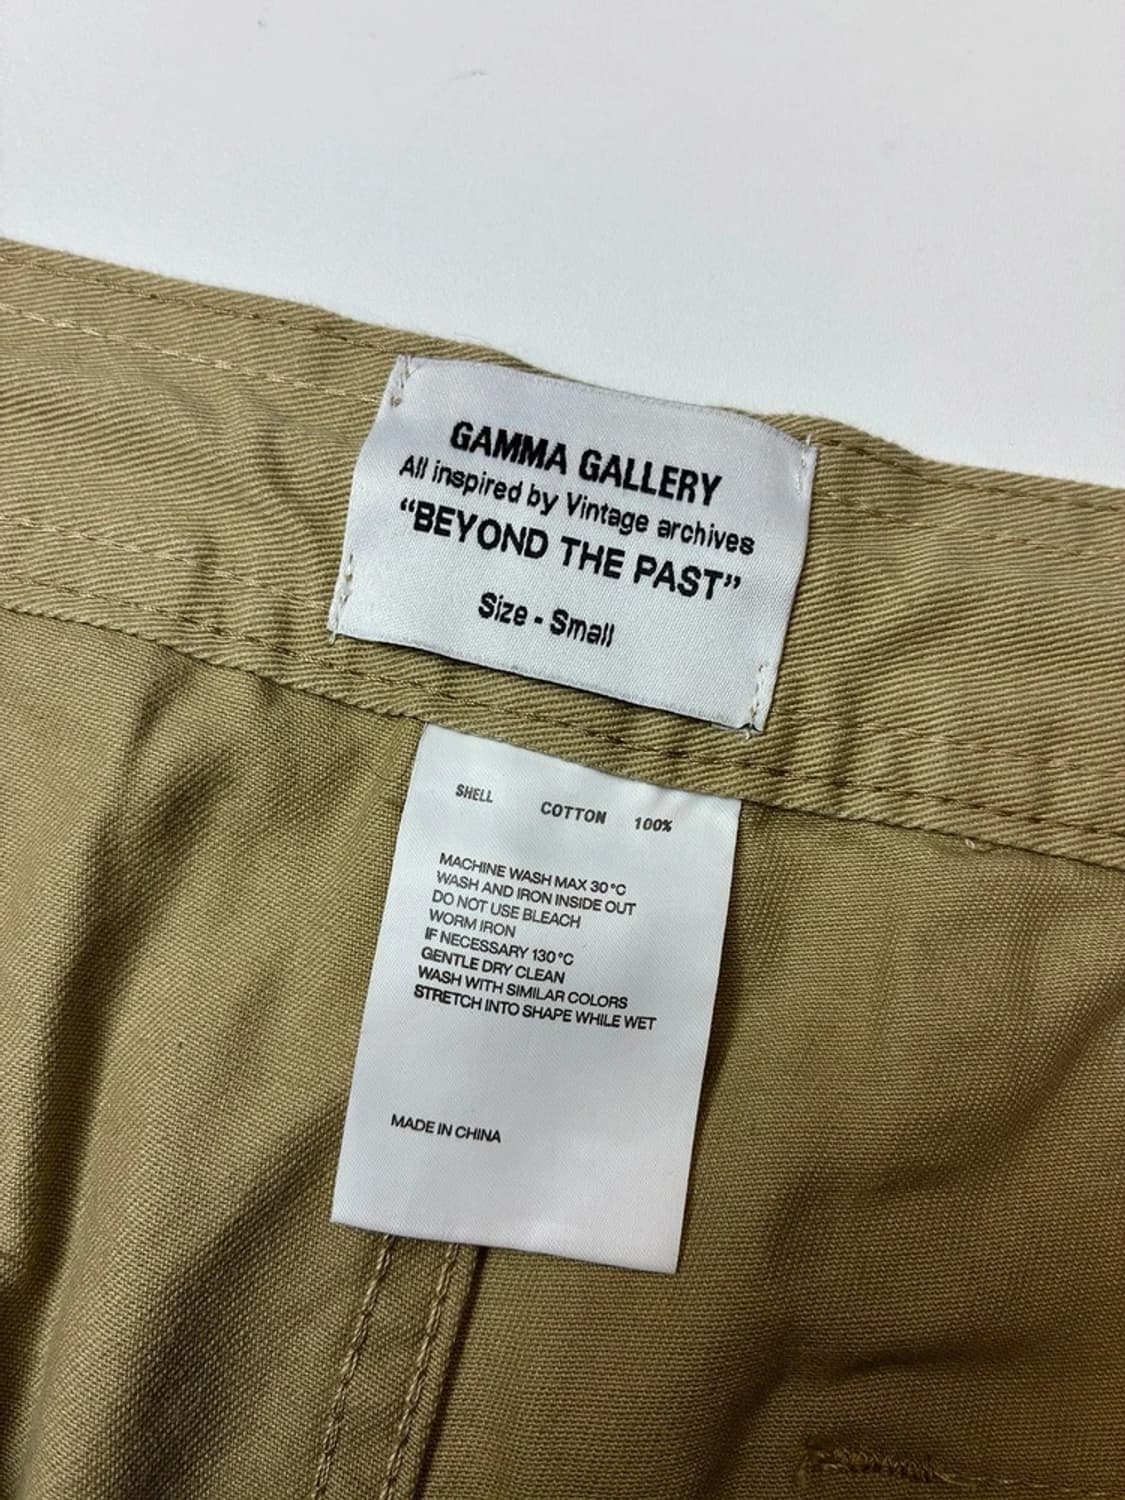 GAMMA GALLERY
All inspired by Vintage archives
“BEYOND THE PAST”
Size - Small
SHELL COTTON 100%
MACHINE WASH MAX 30°C
WASH AND IRON INSIDE OUT
DO NOT USE BLEACH
WORM IRON
IF NECESSARY 130°C
GENTLE DRY CLEAN
WASH WITH SIMILAR COLORS
STRETCH INTO SHAPE WHILE WET
MADE IN CHINA